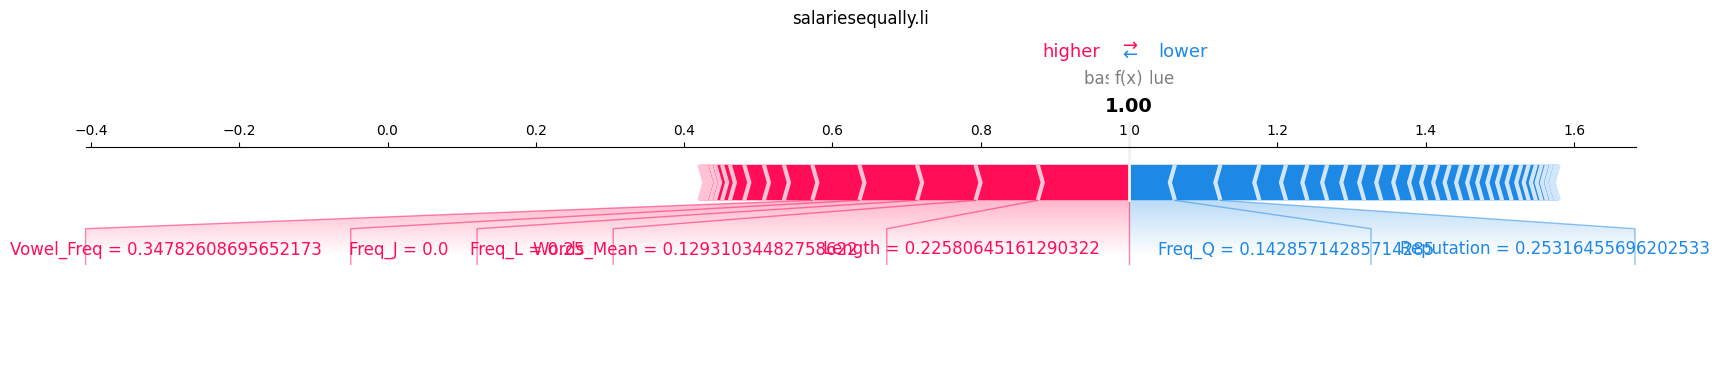 salariesequally.li
higher ⇄ lower
f(x)
1.00
−0.4 −0.2 0.0 0.2 0.4 0.6 0.8 1.0 1.2 1.4 1.6
Vowel_Freq = 0.34782608695652173 Freq_J = 0.0 Freq_L = 0.25 Words_Mean = 0.12931034482758622 Length = 0.22580645161290322 Freq_Q = 0.14285714285714285 Reputation = 0.25316455696202533